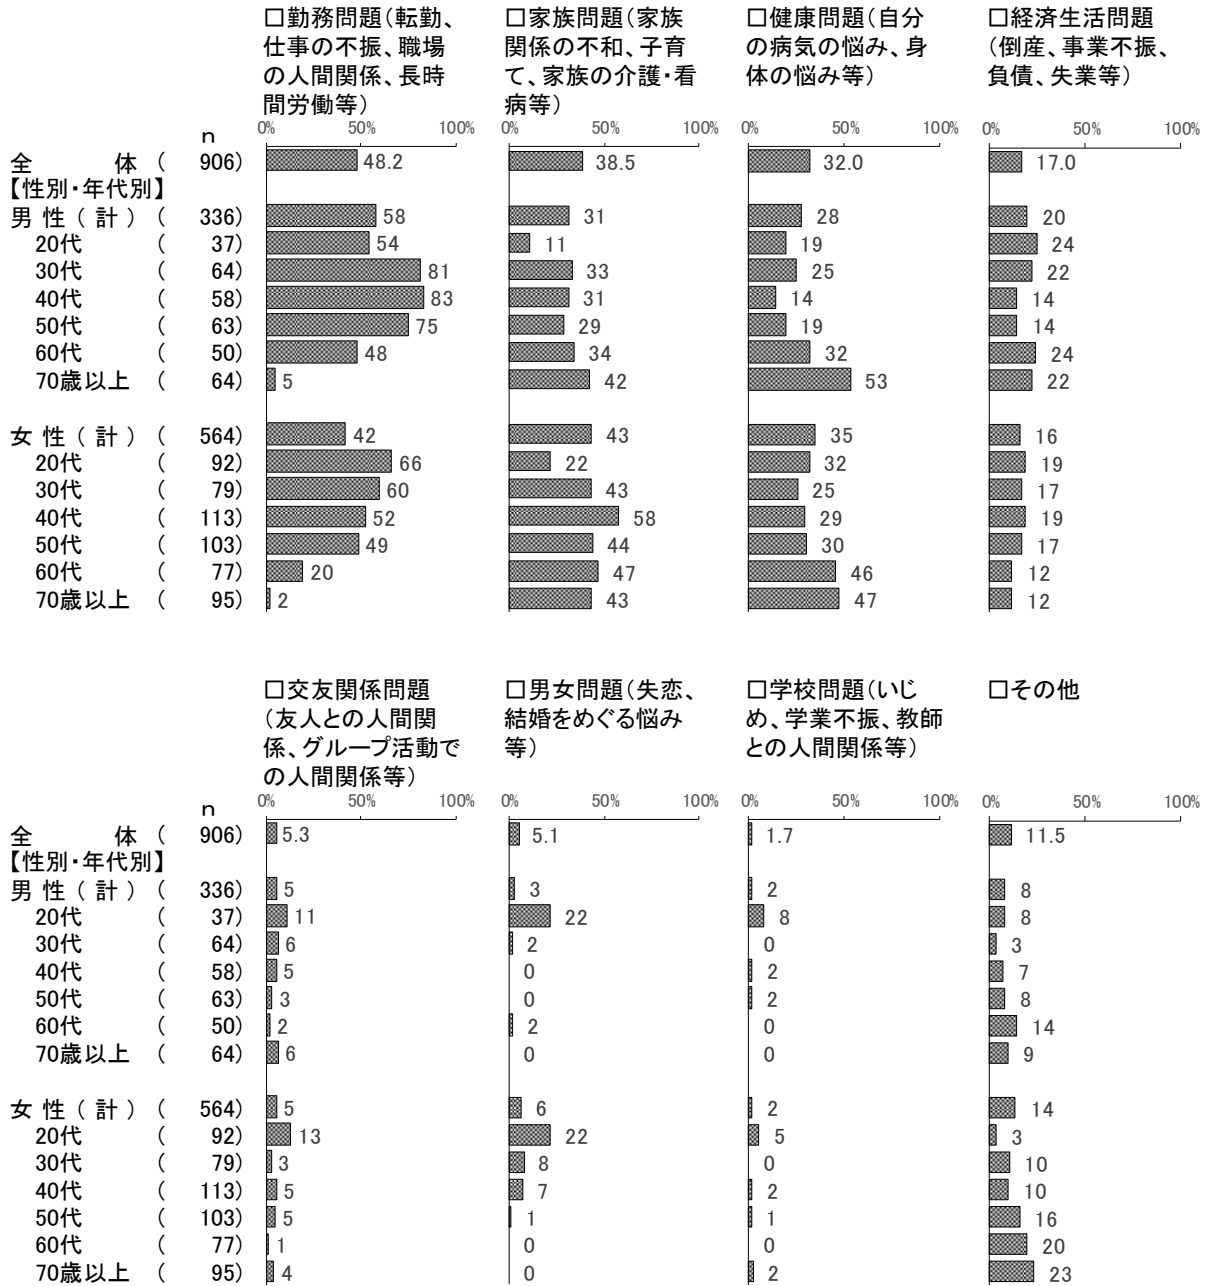 □勤務問題(転勤、
仕事の不振、職場
の人間関係、長時
間労働等)
□家族問題(家族
関係の不和、子育
て、家族の介護・看
病等)
□健康問題(自分
の病気の悩み、身
体の悩み等)
□経済生活問題
(倒産、事業不振、
負債、失業等)
n 0% 50% 100% 0% 50% 100% 0% 50% 100% 0% 50% 100%
全体 ( 906) 48.2 38.5 32.0 17.0
【性別・年代別】
男性(計) ( 336) 58 31 28 20
20代 ( 37) 54 11 19 24
30代 ( 64) 81 33 25 22
40代 ( 58) 83 31 14 14
50代 ( 63) 75 29 19 14
60代 ( 50) 48 34 32 24
70歳以上 ( 64) 5 42 53 22
女性(計) ( 564) 42 43 35 16
20代 ( 92) 66 22 32 19
30代 ( 79) 60 43 25 17
40代 ( 113) 52 58 29 19
50代 ( 103) 49 44 30 17
60代 ( 77) 20 47 46 12
70歳以上 ( 95) 2 43 47 12
□交友関係問題
(友人との人間関
係、グループ活動で
の人間関係等)
□男女問題(失恋、
結婚をめぐる悩み
等)
□学校問題(いじ
め、学業不振、教師
との人間関係等)
□その他
n 0% 50% 100% 0% 50% 100% 0% 50% 100% 0% 50% 100%
全体 ( 906) 5.3 5.1 1.7 11.5
【性別・年代別】
男性(計) ( 336) 5 3 2 8
20代 ( 37) 11 22 8 8
30代 ( 64) 6 2 0 3
40代 ( 58) 5 0 2 7
50代 ( 63) 3 0 2 8
60代 ( 50) 2 2 0 14
70歳以上 ( 64) 6 0 0 9
女性(計) ( 564) 5 6 2 14
20代 ( 92) 13 22 5 3
30代 ( 79) 3 8 0 10
40代 ( 113) 5 7 2 10
50代 ( 103) 5 1 1 16
60代 ( 77) 1 0 0 20
70歳以上 ( 95) 4 0 2 23